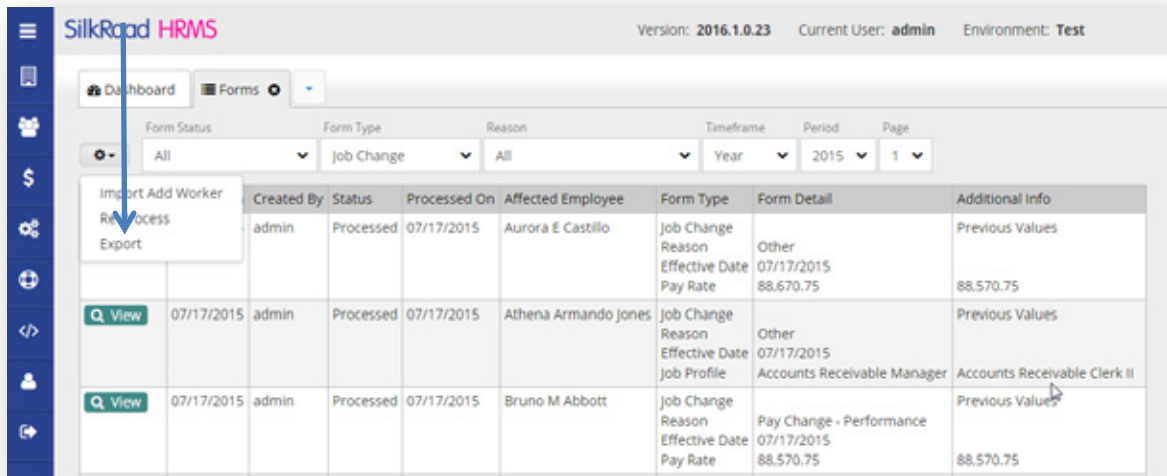 SilkRoad HRMS Version: 2016.1.0.23 Current User: admin Environment: Test
Dashboard Forms
Form Status Form Type Reason Timeframe Period Page
All Job Change All Year 2015 1
Import Add Worker
Re Process
Export
Created By Status Processed On Affected Employee Form Type Form Detail Additional Info
admin Processed 07/17/2015 Aurora E Castillo Job Change Previous Values
Reason Other
Effective Date 07/17/2015
Pay Rate 88,670.75 88,570.75
View 07/17/2015 admin Processed 07/17/2015 Athena Armando Jones Job Change Previous Values
Reason Other
Effective Date 07/17/2015
Job Profile Accounts Receivable Manager Accounts Receivable Clerk II
View 07/17/2015 admin Processed 07/17/2015 Bruno M Abbott Job Change Previous Values
Reason Pay Change - Performance
Effective Date 07/17/2015
Pay Rate 88,570.75 88,570.75